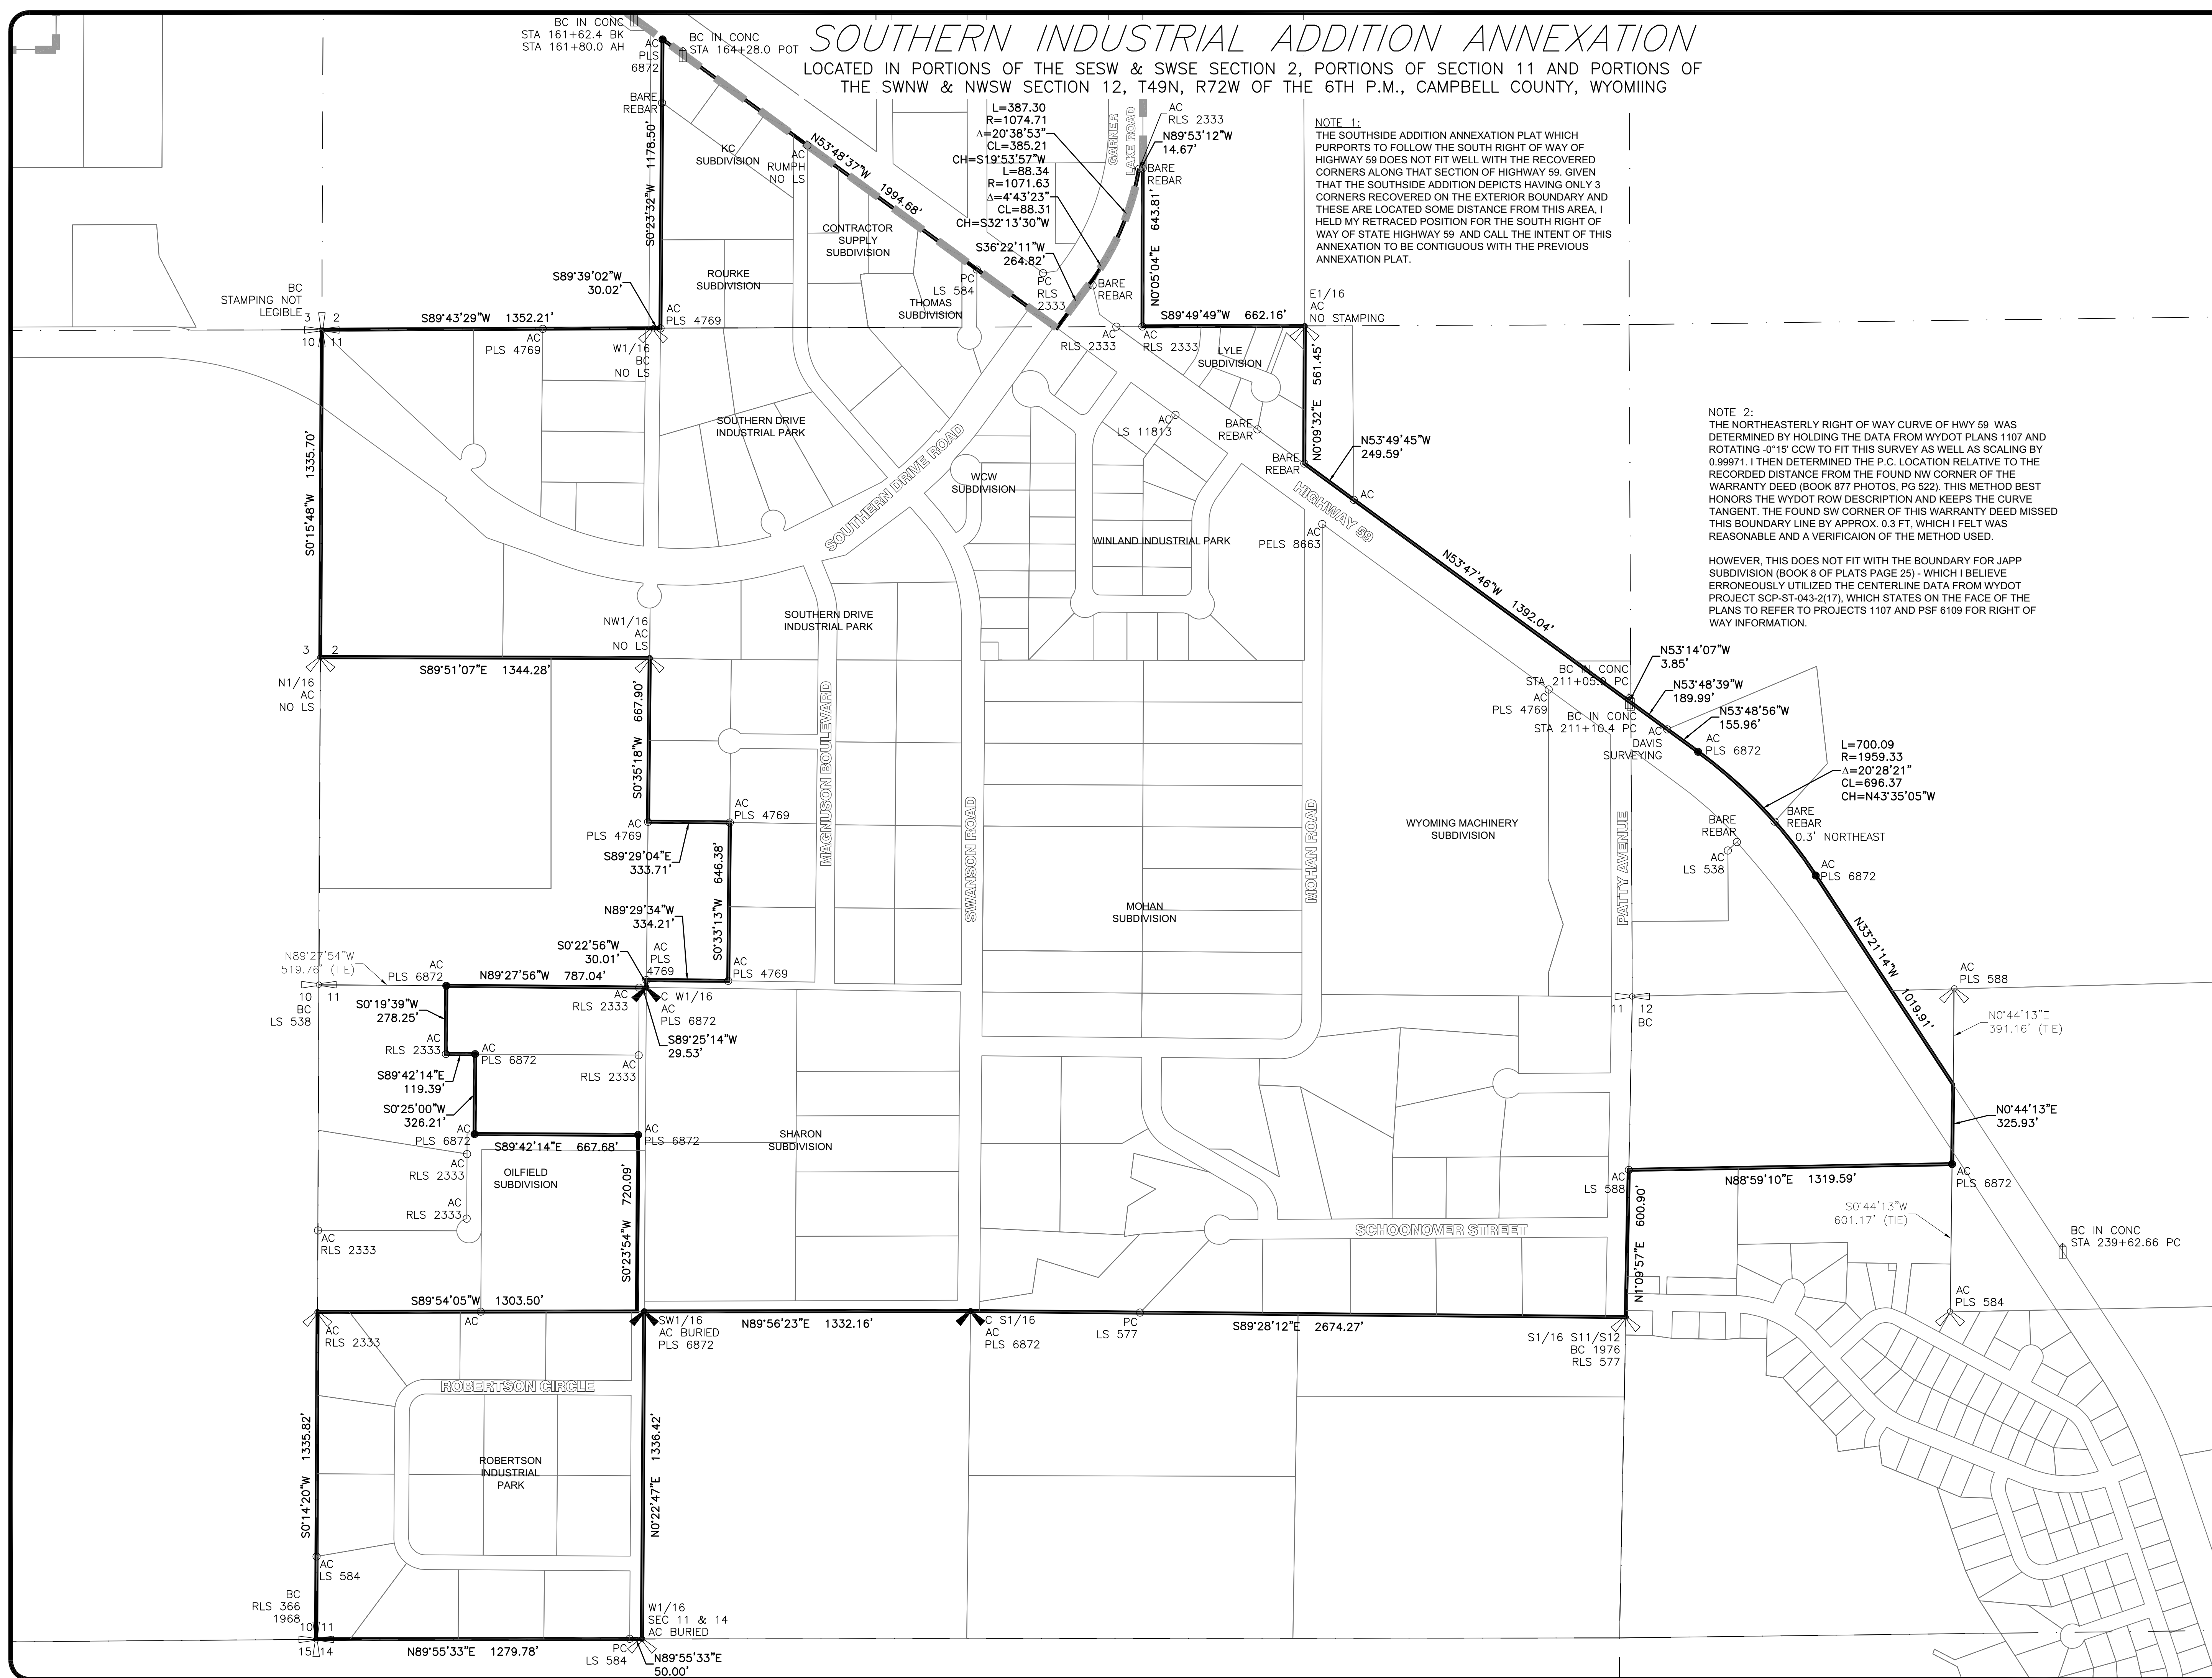 SOUTHERN INDUSTRIAL ADDITION ANNEXATION
LOCATED IN PORTIONS OF THE SESW & SWSE SECTION 2, PORTIONS OF SECTION 11 AND PORTIONS OF
THE SWNW & NWSW SECTION 12, T49N, R72W OF THE 6TH P.M., CAMPBELL COUNTY, WYOMIING
BC IN CONC
STA 161+62.4 BK
STA 161+80.0 AH
AC
PLS
6872
BC IN CONC
STA 164+28.0 POT
BARE
REBAR
S0°23'32"W 1178.50'
KC
SUBDIVISION
AC
RUMPH
NO LS
N53°48'37"W 1994.68'
L=387.30
R=1074.71
Δ=20°38'53"
CL=385.21
CH=S19°53'57"W
L=88.34
R=1071.63
Δ=4°43'23"
CL=88.31
CH=S32°13'30"W
S36°22'11"W
264.82'
GARNER
LAKE ROAD
AC
RLS 2333
N89°53'12"W
14.67'
BARE
REBAR
N0°05'04"E 643.81'
NOTE 1:
THE SOUTHSIDE ADDITION ANNEXATION PLAT WHICH
PURPORTS TO FOLLOW THE SOUTH RIGHT OF WAY OF
HIGHWAY 59 DOES NOT FIT WELL WITH THE RECOVERED
CORNERS ALONG THAT SECTION OF HIGHWAY 59. GIVEN
THAT THE SOUTHSIDE ADDITION DEPICTS HAVING ONLY 3
CORNERS RECOVERED ON THE EXTERIOR BOUNDARY AND
THESE ARE LOCATED SOME DISTANCE FROM THIS AREA, I
HELD MY RETRACED POSITION FOR THE SOUTH RIGHT OF
WAY OF STATE HIGHWAY 59 AND CALL THE INTENT OF THIS
ANNEXATION TO BE CONTIGUOUS WITH THE PREVIOUS
ANNEXATION PLAT.
CONTRACTOR
SUPPLY
SUBDIVISION
ROURKE
SUBDIVISION
THOMAS
SUBDIVISION
PC
LS 584
PC
RLS
2333
BARE
REBAR
S89°39'02"W
30.02'
BC
STAMPING NOT
LEGIBLE
3 2
10 11
S89°43'29"W 1352.21'
AC
PLS 4769
AC
PLS 4769
W1/16
BC
NO LS
AC
RLS 2333
AC
RLS 2333
S89°49'49"W 662.16'
E1/16
AC
NO STAMPING
LYLE
SUBDIVISION
N0°09'32"E 561.45'
SOUTHERN DRIVE
INDUSTRIAL PARK
AC
LS 11813
BARE
REBAR
BARE
REBAR
N53°49'45"W
249.59'
AC
NOTE 2:
THE NORTHEASTERLY RIGHT OF WAY CURVE OF HWY 59 WAS
DETERMINED BY HOLDING THE DATA FROM WYDOT PLANS 1107 AND
ROTATING -0°15' CCW TO FIT THIS SURVEY AS WELL AS SCALING BY
0.99971. I THEN DETERMINED THE P.C. LOCATION RELATIVE TO THE
RECORDED DISTANCE FROM THE FOUND NW CORNER OF THE
WARRANTY DEED (BOOK 877 PHOTOS, PG 522). THIS METHOD BEST
HONORS THE WYDOT ROW DESCRIPTION AND KEEPS THE CURVE
TANGENT. THE FOUND SW CORNER OF THIS WARRANTY DEED MISSED
THIS BOUNDARY LINE BY APPROX. 0.3 FT, WHICH I FELT WAS
REASONABLE AND A VERIFICAION OF THE METHOD USED.
HOWEVER, THIS DOES NOT FIT WITH THE BOUNDARY FOR JAPP
SUBDIVISION (BOOK 8 OF PLATS PAGE 25) - WHICH I BELIEVE
ERRONEOUSLY UTILIZED THE CENTERLINE DATA FROM WYDOT
PROJECT SCP-ST-043-2(17), WHICH STATES ON THE FACE OF THE
PLANS TO REFER TO PROJECTS 1107 AND PSF 6109 FOR RIGHT OF
WAY INFORMATION.
S0°15'48"W 1335.70'
SOUTHERN DRIVE ROAD
WCW
SUBDIVISION
HIGHWAY 59
AC
PELS 8663
WINLAND INDUSTRIAL PARK
N53°47'46"W 1392.04'
SOUTHERN DRIVE
INDUSTRIAL PARK
NW1/16
AC
NO LS
3 2
S89°51'07"E 1344.28'
N1/16
AC
NO LS
S0°35'18"W 667.90'
MAGNUSON BOULEVARD
N53°14'07"W
3.85'
BC IN CONC
STA 211+05.9 PC
N53°48'39"W
189.99'
AC
PLS 4769
BC IN CONC
STA 211+10.4 PC
N53°48'56"W
155.96'
AC
DAVIS
SURVEYING
AC
PLS 6872
L=700.09
R=1959.33
Δ=20°28'21"
CL=696.37
CH=N43°35'05"W
AC
PLS 4769
AC
PLS 4769
S89°29'04"E
333.71'
S0°33'13"W 646.38'
SWANSON ROAD
MOHAN ROAD
WYOMING MACHINERY
SUBDIVISION
PATTY AVENUE
BARE
REBAR
BARE
REBAR
0.3' NORTHEAST
AC
LS 538
AC
PLS 6872
MOHAN
SUBDIVISION
N89°29'34"W
334.21'
S0°22'56"W
30.01'
AC
PLS
4769
AC
PLS 4769
N89°27'54"W
519.76' (TIE)
AC
PLS 6872
N89°27'56"W 787.04'
N33°21'14"W 1019.91'
AC
PLS 588
10 11
BC
LS 538
S0°19'39"W
278.25'
AC
RLS 2333
C W1/16
AC
PLS 6872
11 12
BC
N0°44'13"E
391.16' (TIE)
AC
RLS 2333
AC
PLS 6872
S89°25'14"W
29.53'
AC
RLS 2333
S89°42'14"E
119.39'
S0°25'00"W
326.21'
N0°44'13"E
325.93'
AC
PLS 6872
S89°42'14"E 667.68'
AC
PLS 6872
SHARON
SUBDIVISION
AC
RLS 2333
OILFIELD
SUBDIVISION
S0°23'54"W 720.09'
AC
LS 588
N88°59'10"E 1319.59'
AC
PLS 6872
AC
RLS 2333
AC
RLS 2333
SCHOONOVER STREET
N1°09'57"E 600.90'
S0°44'13"W
601.17' (TIE)
BC IN CONC
STA 239+62.66 PC
S89°54'05"W 1303.50'
AC
RLS 2333
AC
SW1/16
AC BURIED
PLS 6872
N89°56'23"E 1332.16'
C S1/16
AC
PLS 6872
PC
LS 577
S89°28'12"E 2674.27'
S1/16 S11/S12
BC 1976
RLS 577
AC
PLS 584
ROBERTSON CIRCLE
S0°14'20"W 1335.82'
N0°22'47"E 1336.42'
ROBERTSON
INDUSTRIAL
PARK
AC
LS 584
BC
RLS 366
1968
10 11
15 14
W1/16
SEC 11 & 14
AC BURIED
N89°55'33"E 1279.78'
PC
LS 584
N89°55'33"E
50.00'